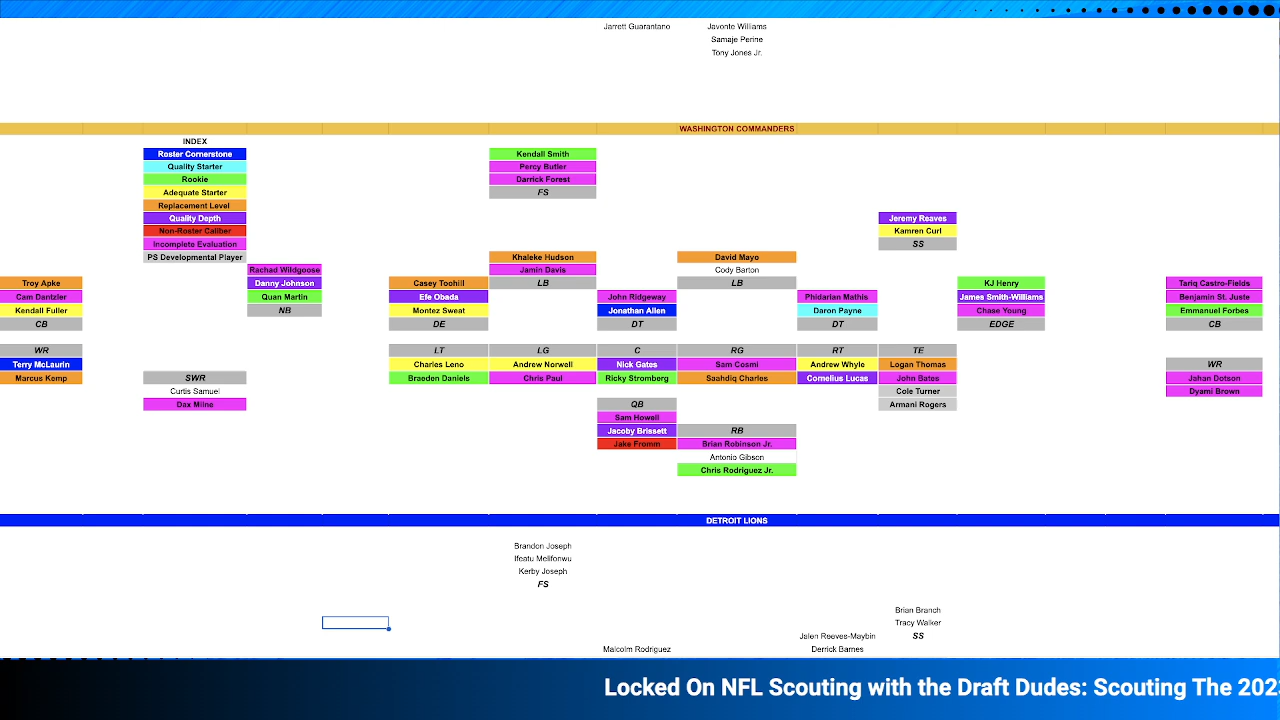 Jarrett Guarantano
Javonte Williams
Samaje Perine
Tony Jones Jr.
WASHINGTON COMMANDERS
INDEX
Roster Cornerstone
Quality Starter
Rookie
Adequate Starter
Replacement Level
Quality Depth
Non-Roster Caliber
Incomplete Evaluation
PS Developmental Player
Kendall Smith
Percy Butler
Darrick Forest
FS
Jeremy Reaves
Kamren Curl
SS
Rachad Wildgoose
Danny Johnson
Quan Martin
NB
Khaleke Hudson
Jamin Davis
LB
David Mayo
Cody Barton
LB
Troy Apke
Cam Dantzler
Kendall Fuller
CB
Casey Toohill
Efe Obada
Montez Sweat
DE
John Ridgeway
Jonathan Allen
DT
Phidarian Mathis
Daron Payne
DT
KJ Henry
James Smith-Williams
Chase Young
EDGE
Tariq Castro-Fields
Benjamin St. Juste
Emmanuel Forbes
CB
WR
Terry McLaurin
Marcus Kemp
SWR
Curtis Samuel
Dax Milne
LT
Charles Leno
Braeden Daniels
LG
Andrew Norwell
Chris Paul
C
Nick Gates
Ricky Stromberg
RG
Sam Cosmi
Saahdiq Charles
RT
Andrew Whyle
Cornelius Lucas
TE
Logan Thomas
John Bates
Cole Turner
Armani Rogers
WR
Jahan Dotson
Dyami Brown
QB
Sam Howell
Jacoby Brissett
Jake Fromm
RB
Brian Robinson Jr.
Antonio Gibson
Chris Rodriguez Jr.
DETROIT LIONS
Brandon Joseph
Ifeatu Melifonwu
Kerby Joseph
FS
Brian Branch
Tracy Walker
SS
Jalen Reeves-Maybin
Derrick Barnes
Malcolm Rodriguez
Locked On NFL Scouting with the Draft Dudes: Scouting The 202